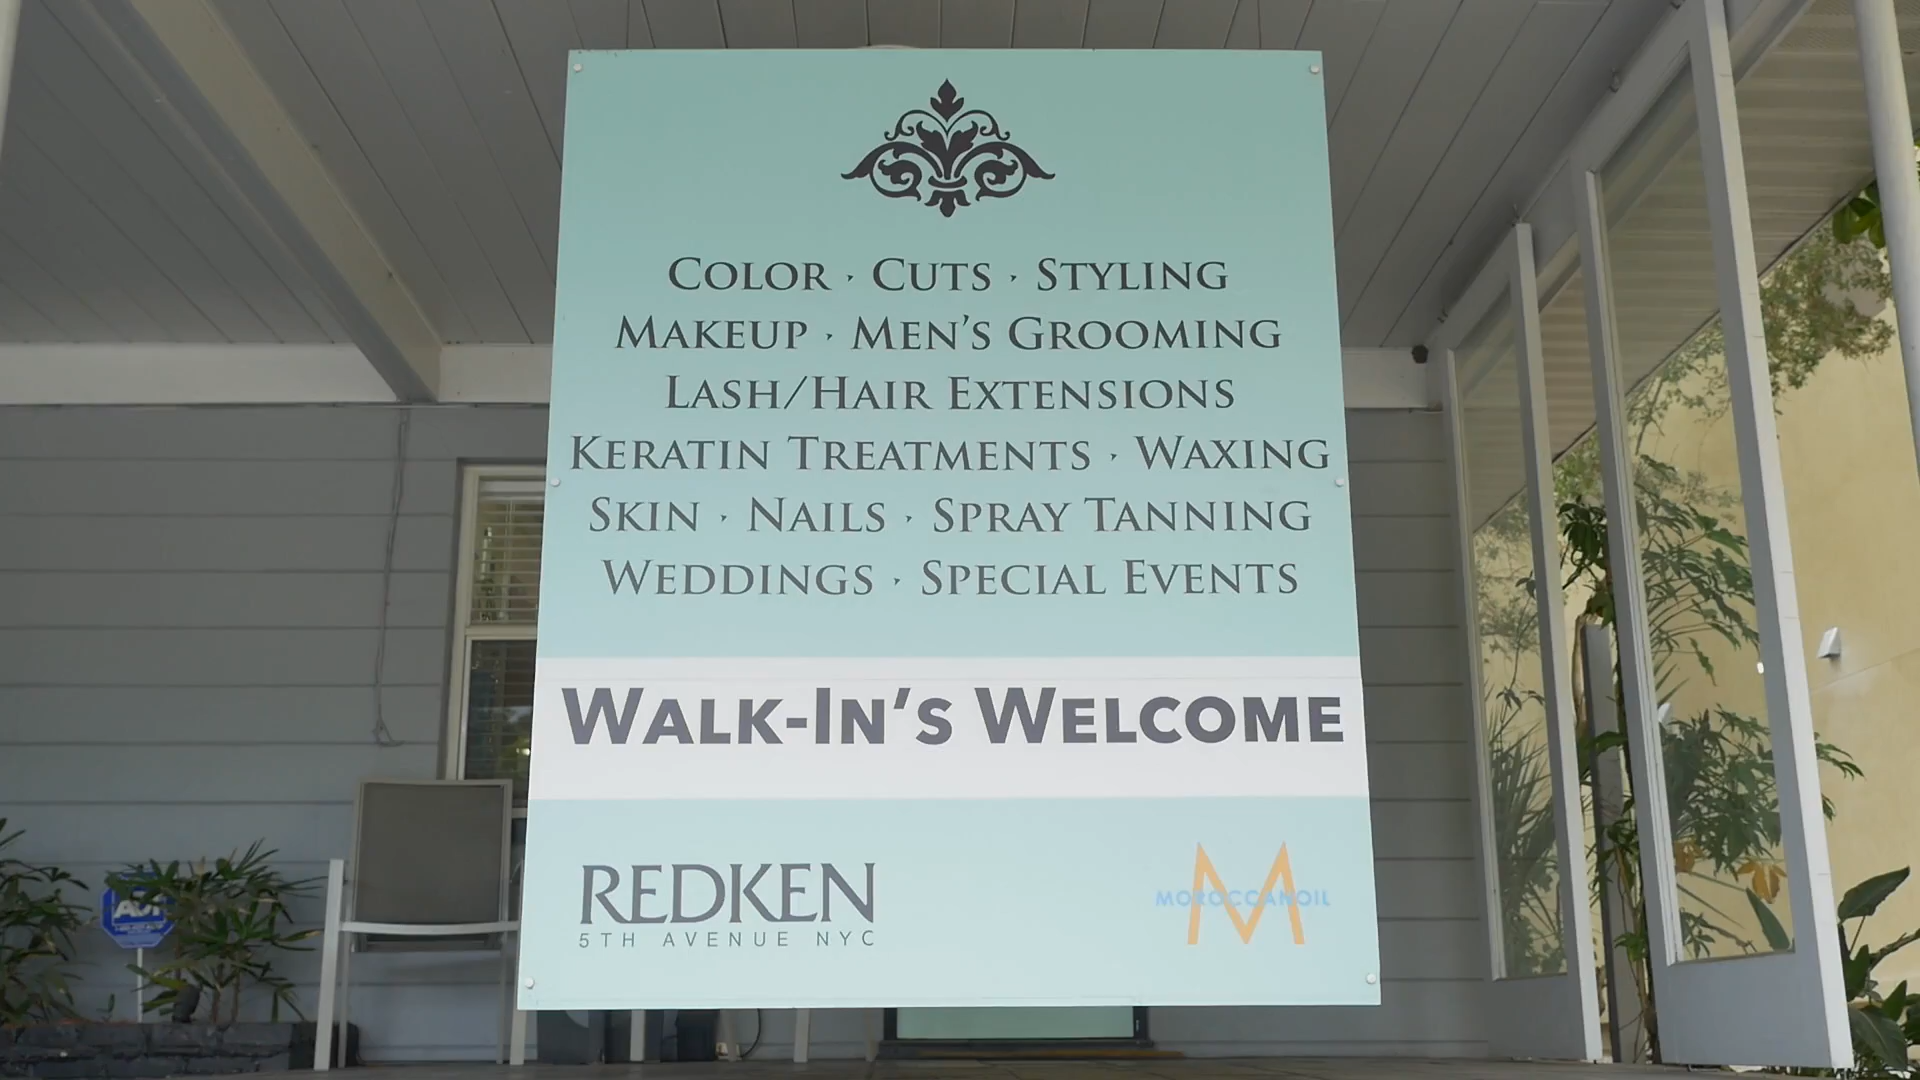 COLOR · CUTS · STYLING
MAKEUP · MEN'S GROOMING
LASH/HAIR EXTENSIONS
KERATIN TREATMENTS · WAXING
SKIN · NAILS · SPRAY TANNING
WEDDINGS · SPECIAL EVENTS
WALK-IN'S WELCOME
REDKEN
5TH AVENUE NYC
M
MOROCCANOIL
ADT